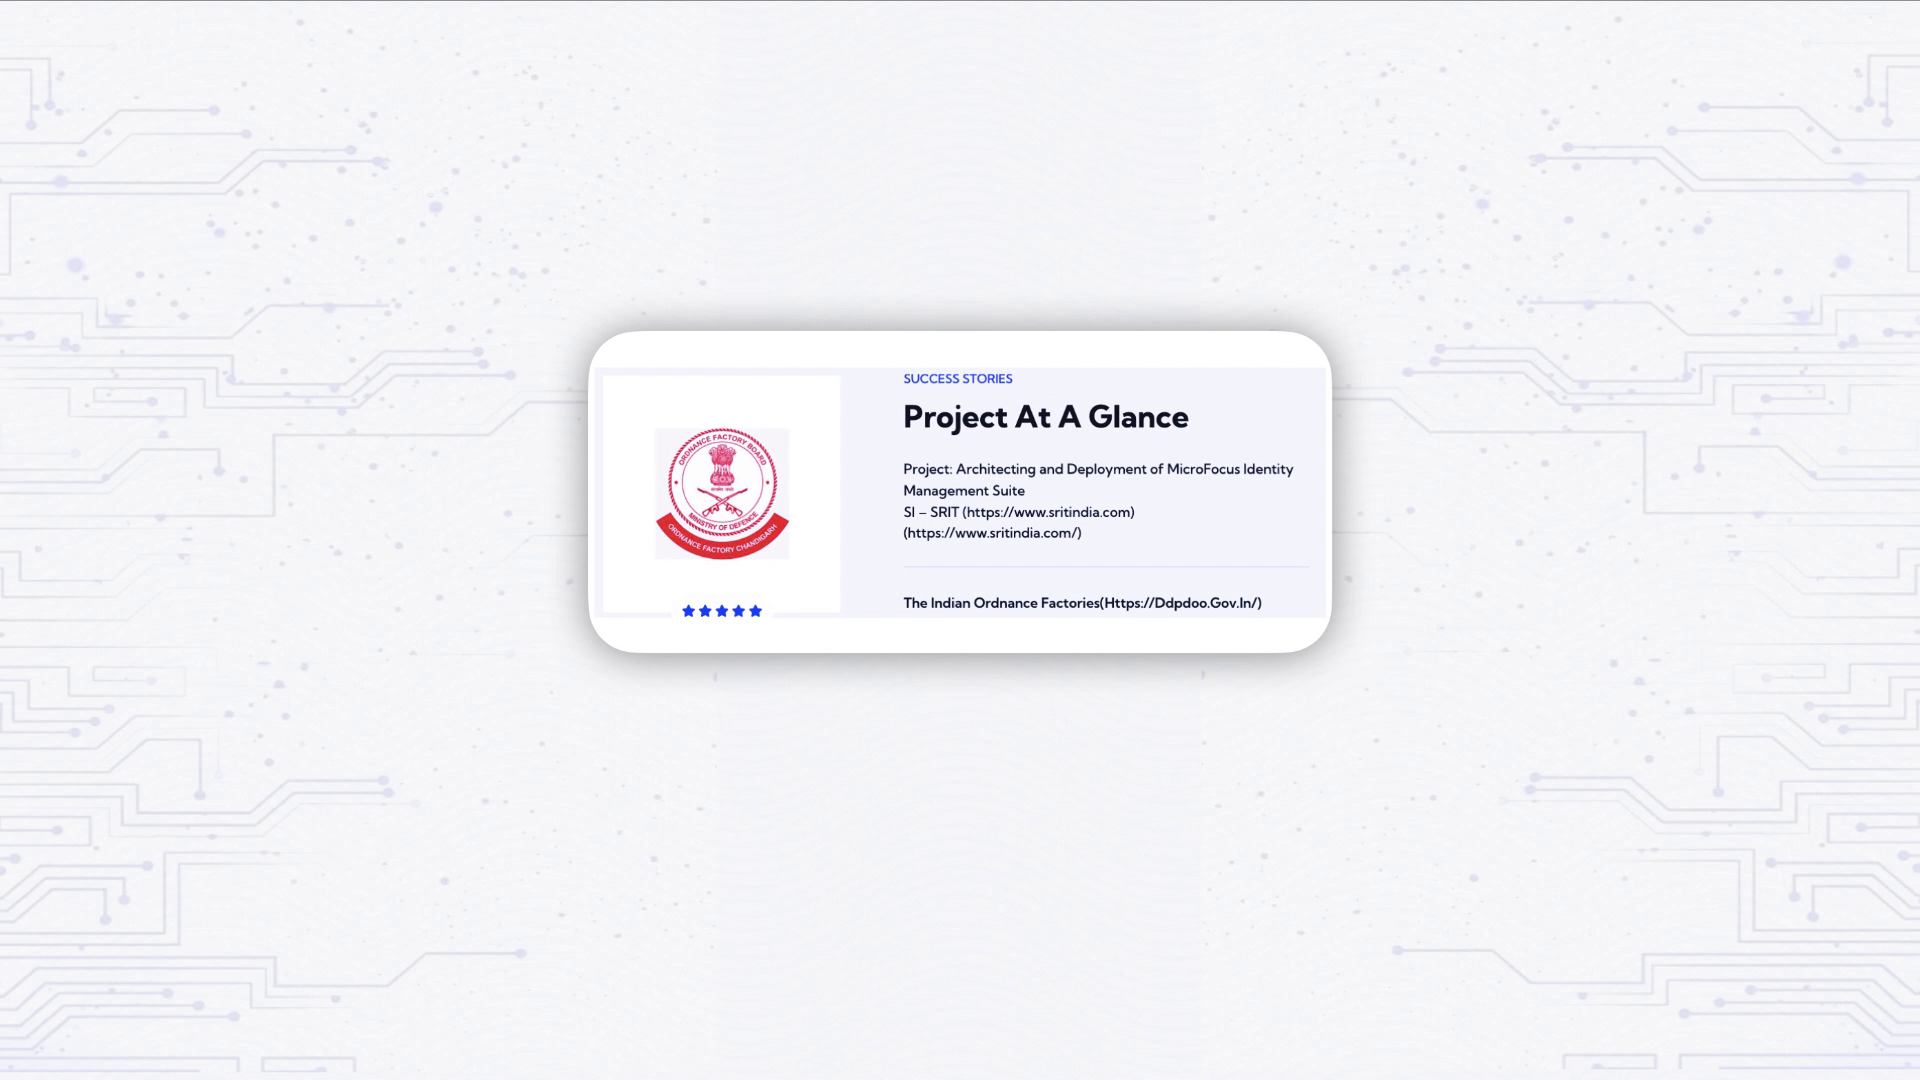 ORDNANCE FACTORY BOARD
MINISTRY OF DEFENCE
ORDNANCE FACTORY CHANDIGARH
SUCCESS STORIES
Project At A Glance
Project: Architecting and Deployment of MicroFocus Identity
Management Suite
SI – SRIT (https://www.sritindia.com)
(https://www.sritindia.com/)
The Indian Ordnance Factories(Https://Ddpdoo.Gov.In/)